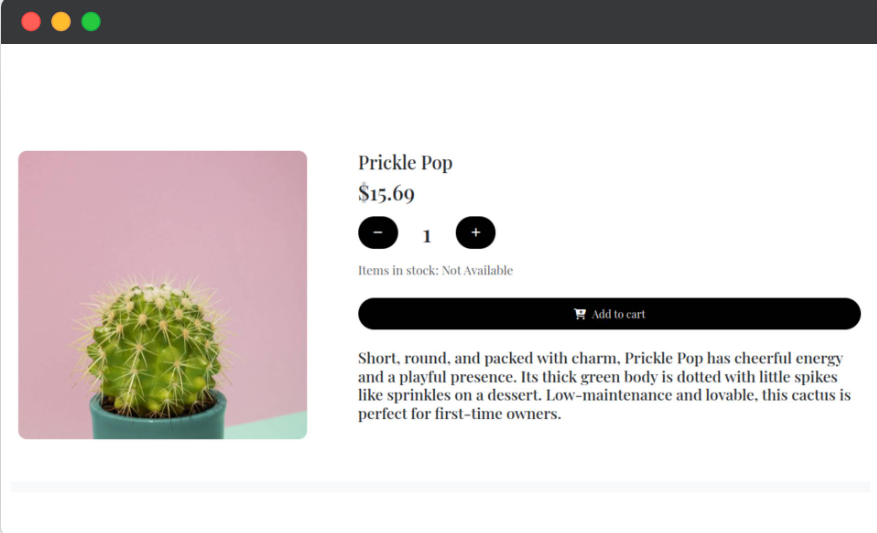 Prickle Pop
$15.69
− 1 +
Items in stock: Not Available
Add to cart
Short, round, and packed with charm, Prickle Pop has cheerful energy
and a playful presence. Its thick green body is dotted with little spikes
like sprinkles on a dessert. Low-maintenance and lovable, this cactus is
perfect for first-time owners.